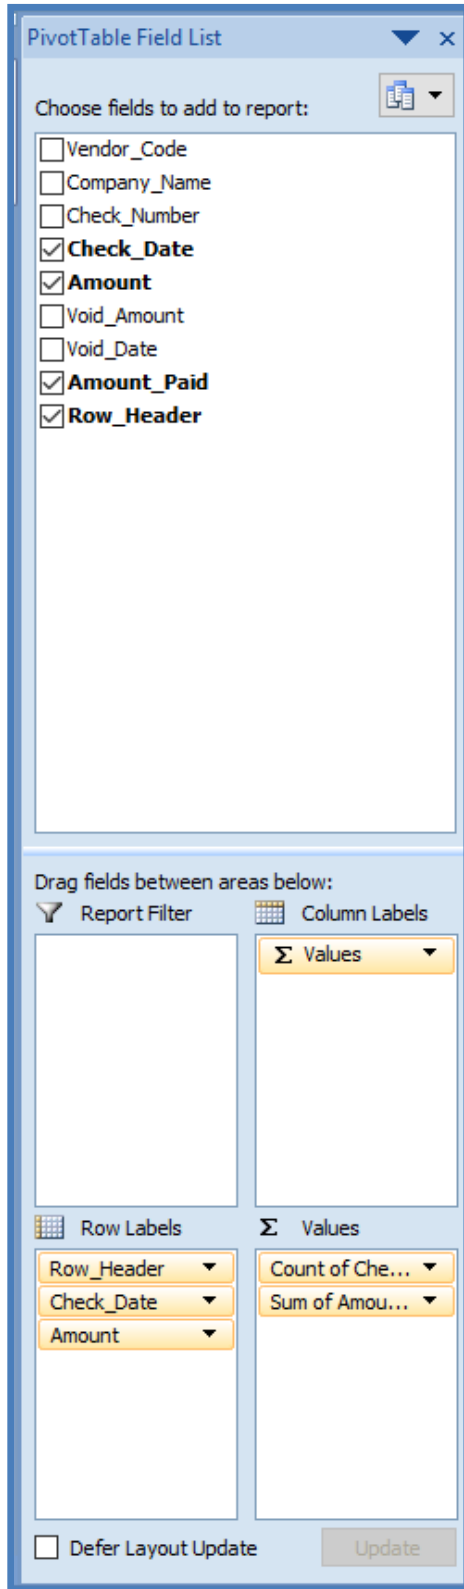 PivotTable Field List
Choose fields to add to report:
Vendor_Code
Company_Name
Check_Number
Check_Date
Amount
Void_Amount
Void_Date
Amount_Paid
Row_Header
Drag fields between areas below:
Report Filter
Column Labels
Σ Values
Row Labels
Σ Values
Row_Header
Check_Date
Amount
Count of Che...
Sum of Amou...
Defer Layout Update
Update